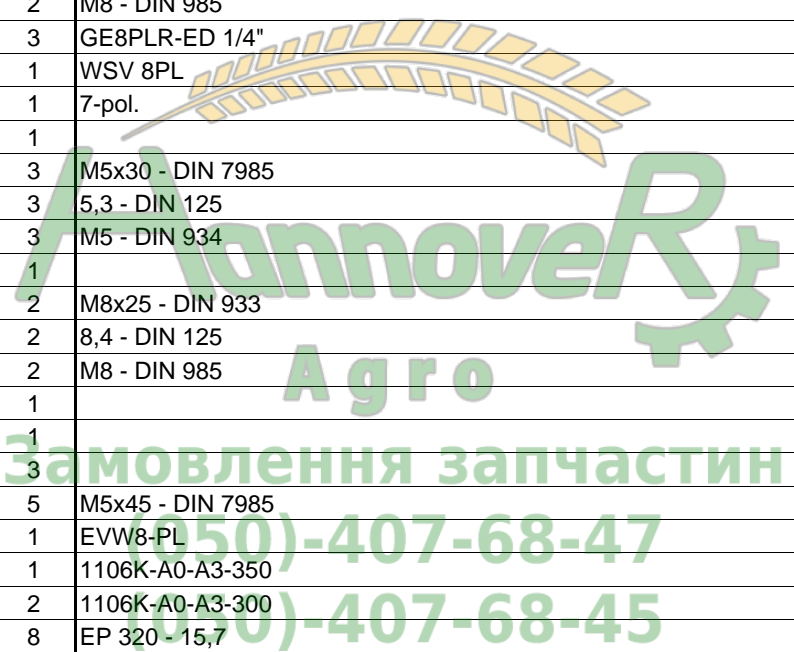 2 M8 - DIN 985
3 GE8PLR-ED 1/4"
1 WSV 8PL
1 7-pol.
1
3 M5x30 - DIN 7985
3 5,3 - DIN 125
3 M5 - DIN 934
HannoveR
1
2 M8x25 - DIN 933
2 8,4 - DIN 125
2 M8 - DIN 985
Agro
1
1
Замовлення запчастин
3
5 M5x45 - DIN 7985
1 EVW8-PL
(050)-407-68-47
1 1106K-A0-A3-350
2 1106K-A0-A3-300
(050)-407-68-45
8 EP 320 - 15,7